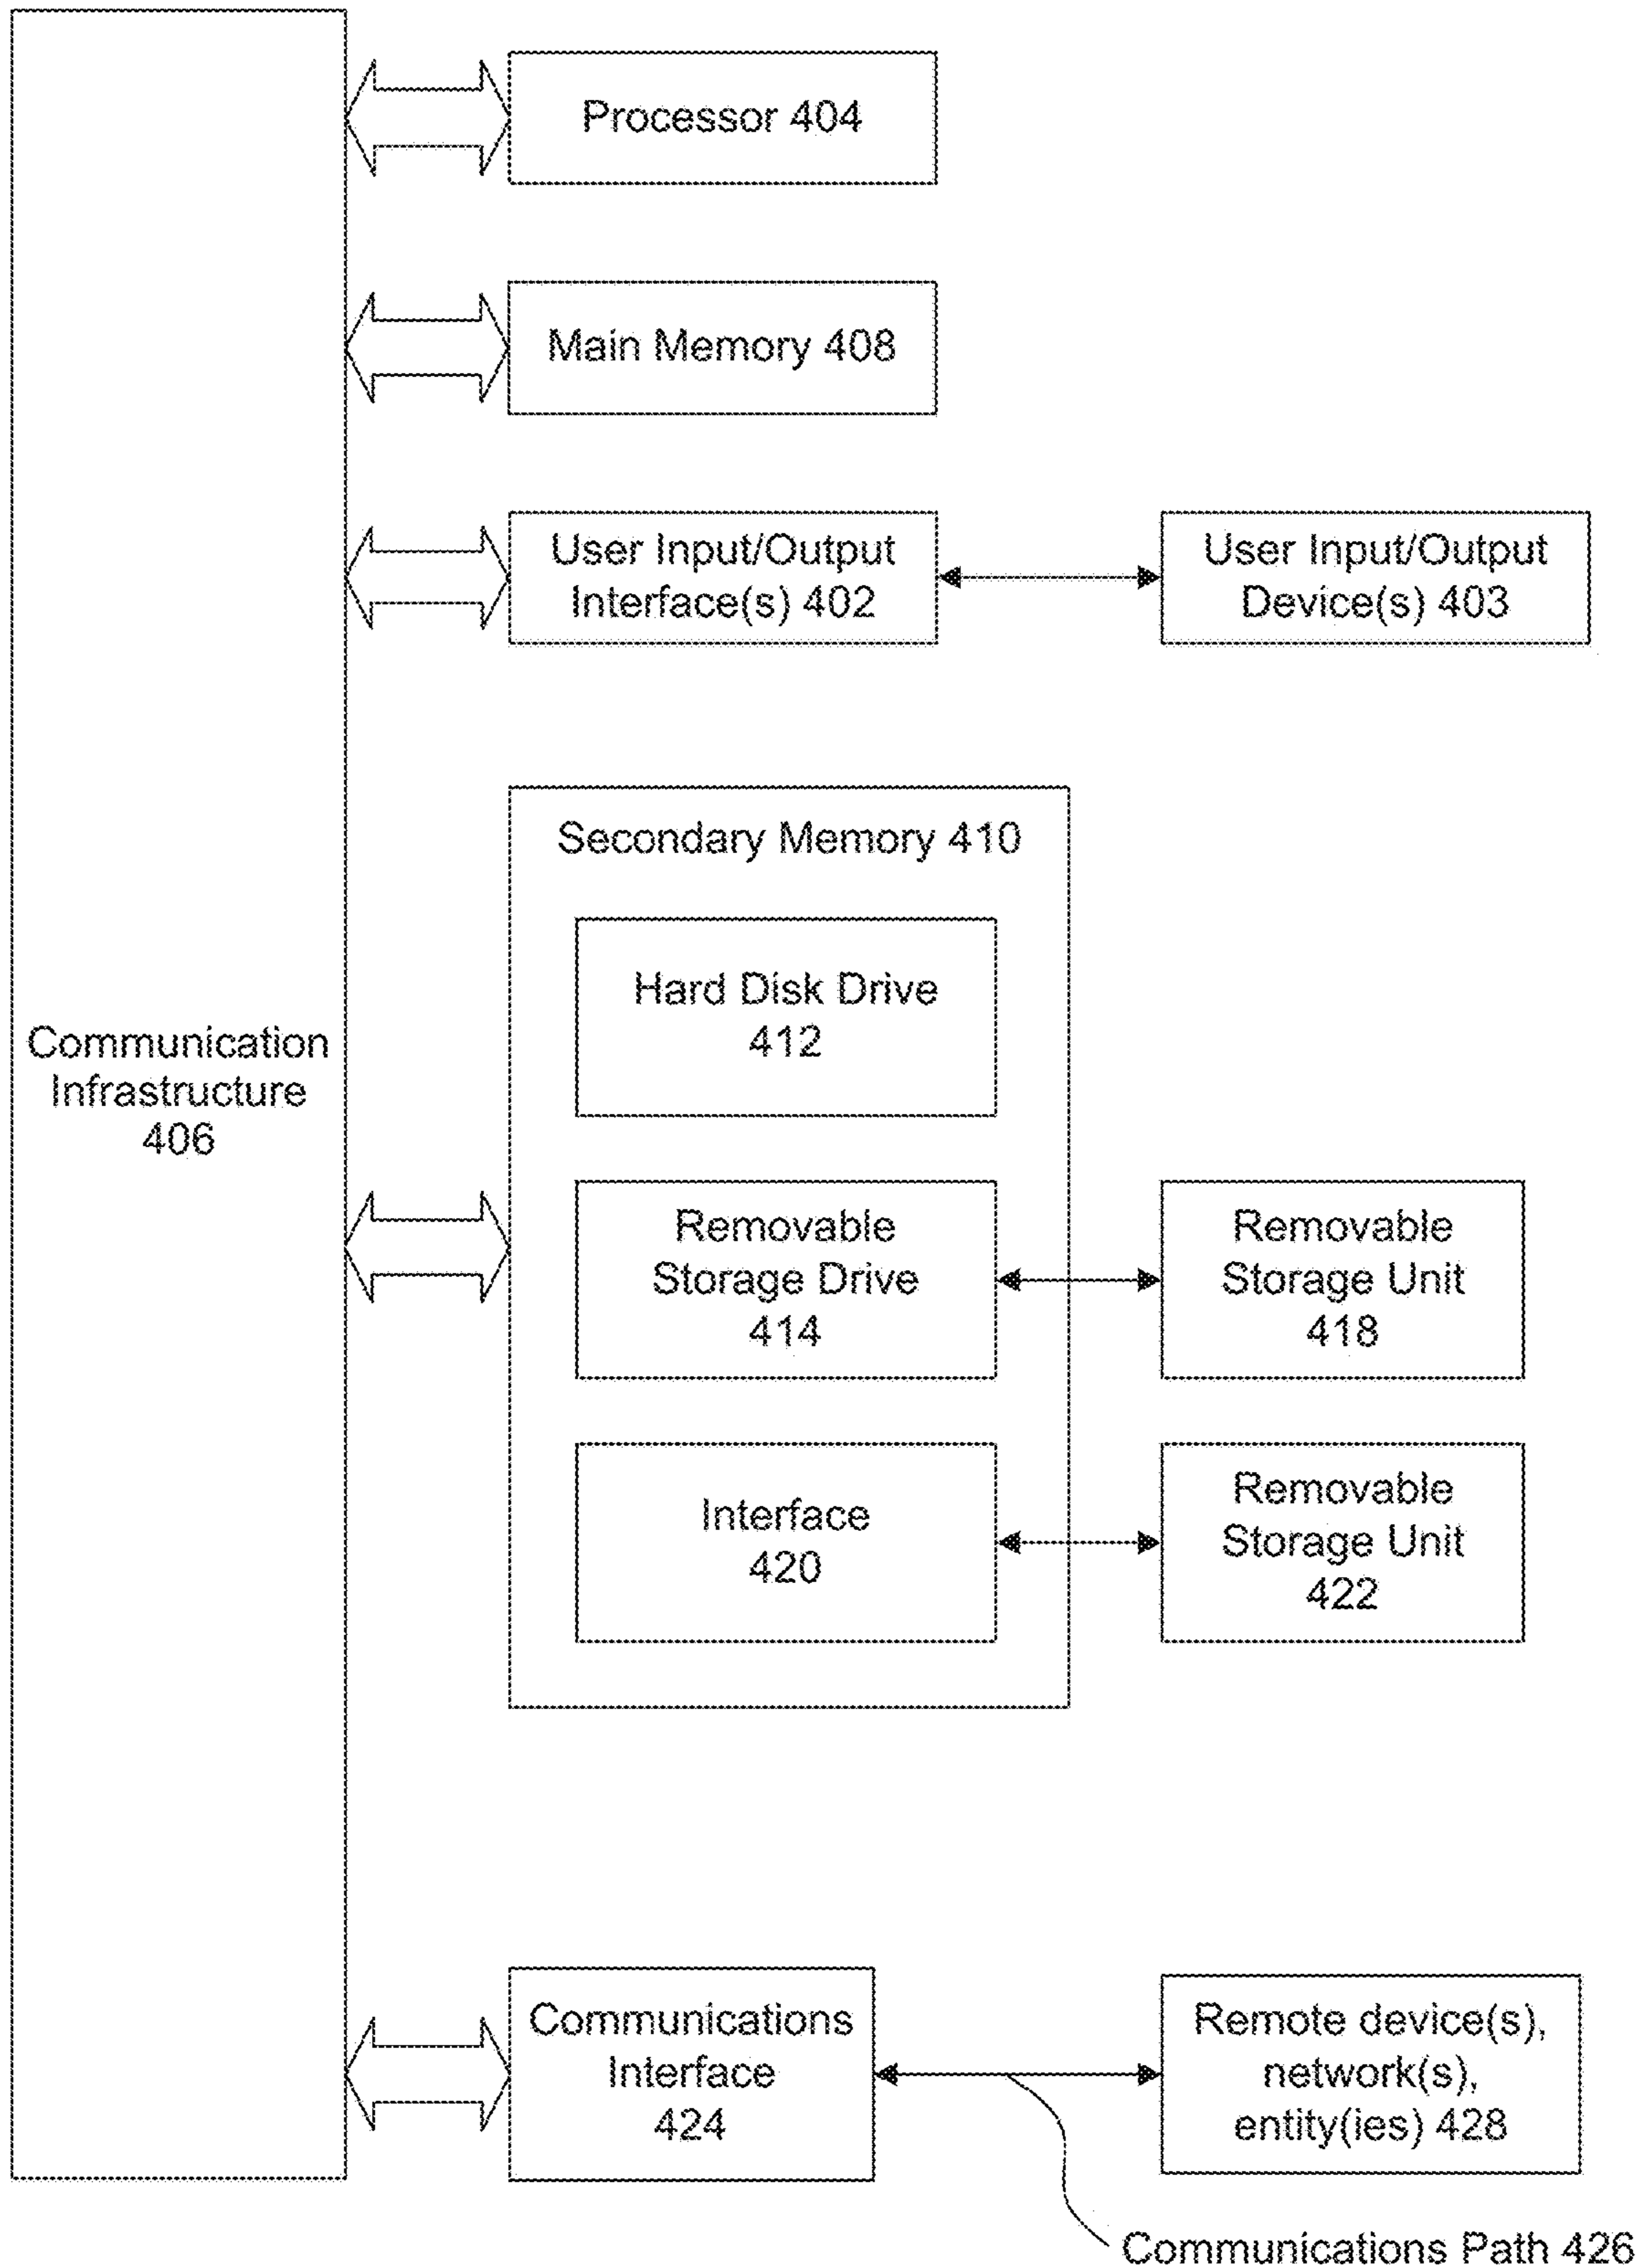 Processor 404
Main Memory 408
User Input/Output
Interface(s) 402
User Input/Output
Device(s) 403
Secondary Memory 410
Hard Disk Drive
412
Communication
Infrastructure
406
Removable
Storage Drive
414
Removable
Storage Unit
418
Interface
420
Removable
Storage Unit
422
Communications
Interface
424
Remote device(s),
network(s),
entity(ies) 428
Communications Path 426